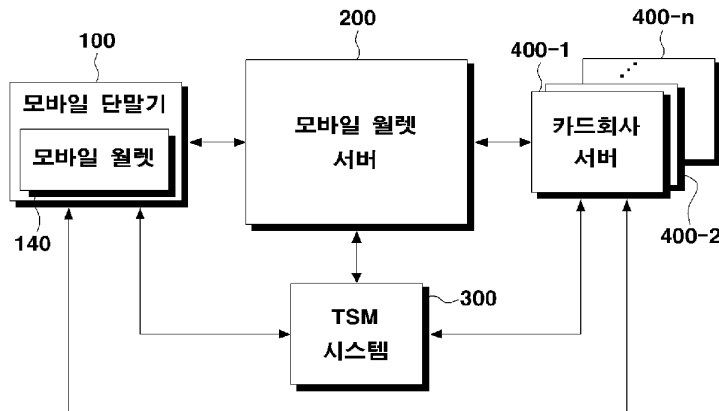 200
400-n
400-1
100
모바일 단말기
모바일 월렛
모바일 월렛
서버
카드회사
서버
140
400-2
300
TSM
시스템